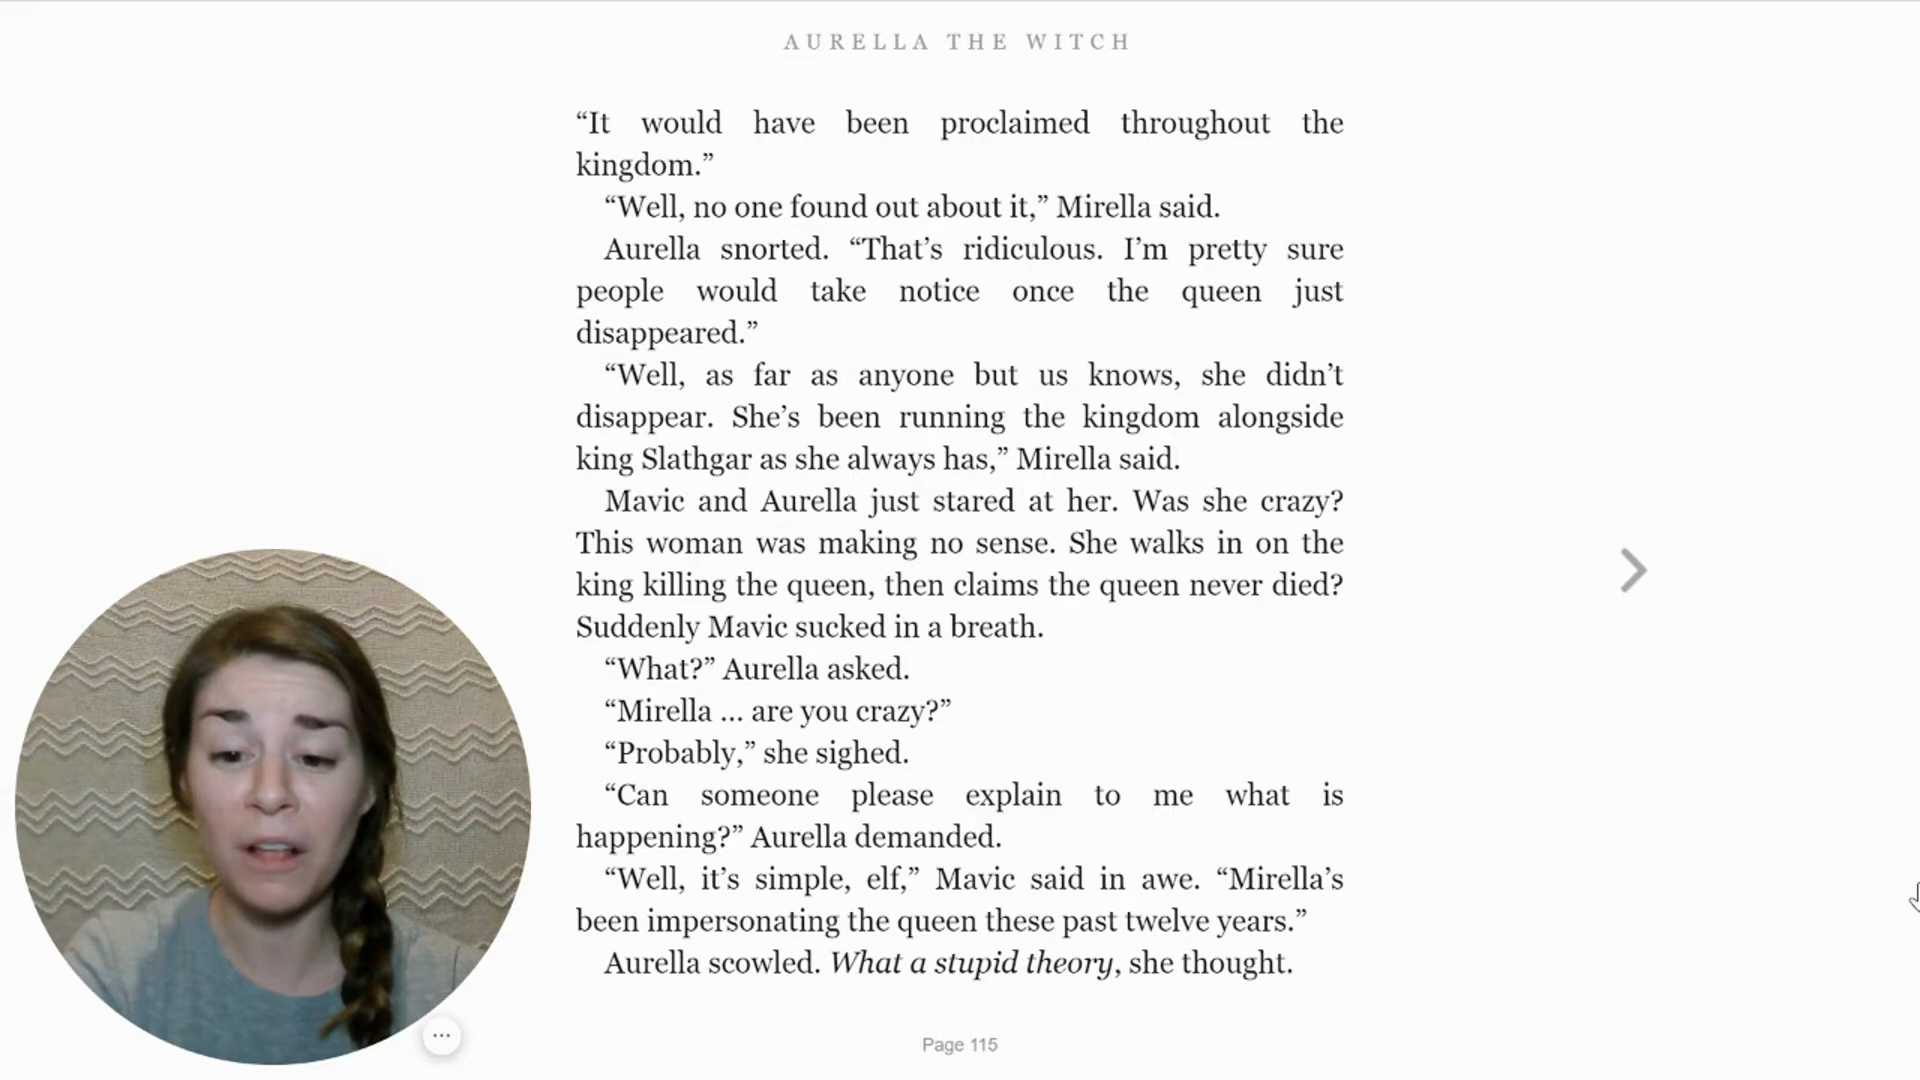 AURELLA THE WITCH
“It would have been proclaimed throughout the
kingdom.”
“Well, no one found out about it,” Mirella said.
Aurella snorted. “That’s ridiculous. I’m pretty sure
people would take notice once the queen just
disappeared.”
“Well, as far as anyone but us knows, she didn’t
disappear. She’s been running the kingdom alongside
king Slathgar as she always has,” Mirella said.
Mavic and Aurella just stared at her. Was she crazy?
This woman was making no sense. She walks in on the
king killing the queen, then claims the queen never died?
Suddenly Mavic sucked in a breath.
“What?” Aurella asked.
“Mirella ... are you crazy?”
“Probably,” she sighed.
“Can someone please explain to me what is
happening?” Aurella demanded.
“Well, it’s simple, elf,” Mavic said in awe. “Mirella’s
been impersonating the queen these past twelve years.”
Aurella scowled. What a stupid theory, she thought.
Page 115